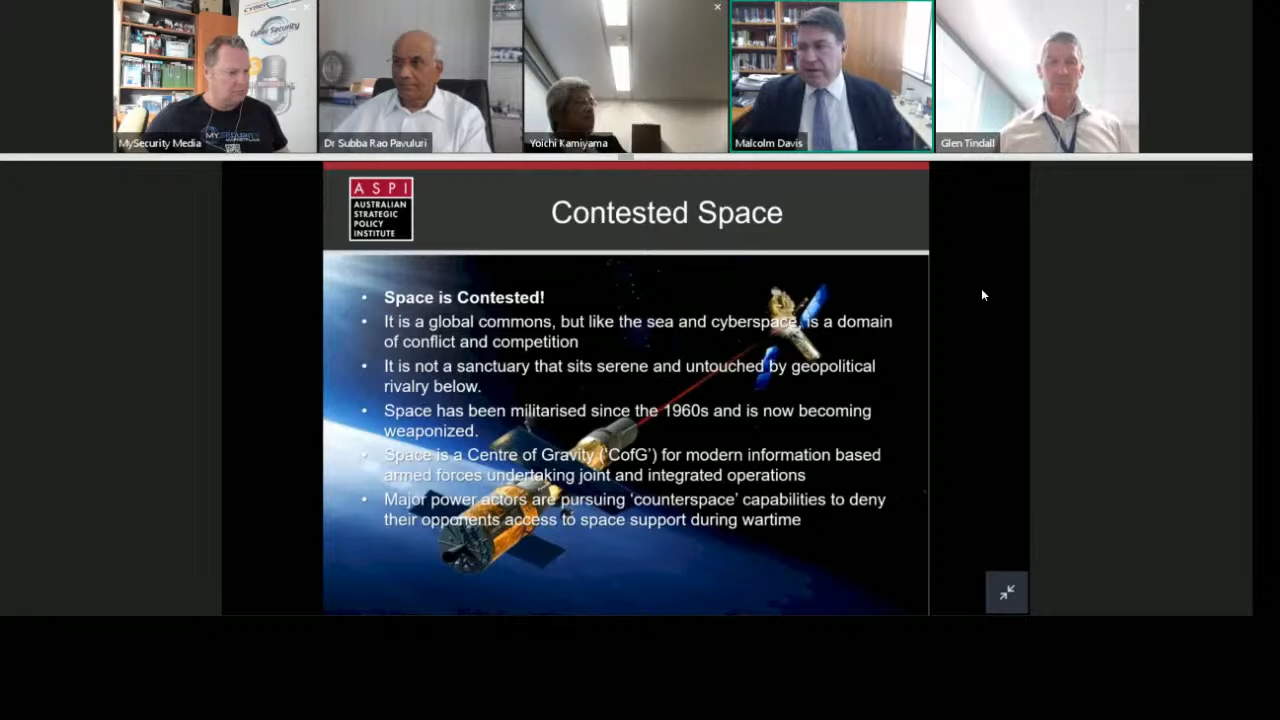 CYBER SECURITY
Cyber Security
MYSECURITY
MySecurity Media
Dr Subba Rao Pavuluri
Yoichi Kamiyama
Malcolm Davis
Glen Tindall
ASPI
AUSTRALIAN
STRATEGIC
POLICY
INSTITUTE
Contested Space
• Space is Contested!
• It is a global commons, but like the sea and cyberspace, is a domain
of conflict and competition
• It is not a sanctuary that sits serene and untouched by geopolitical
rivalry below.
• Space has been militarised since the 1960s and is now becoming
weaponized.
• Space is a Centre of Gravity ('CofG') for modern information based
armed forces undertaking joint and integrated operations
• Major power actors are pursuing 'counterspace' capabilities to deny
their opponents access to space support during wartime